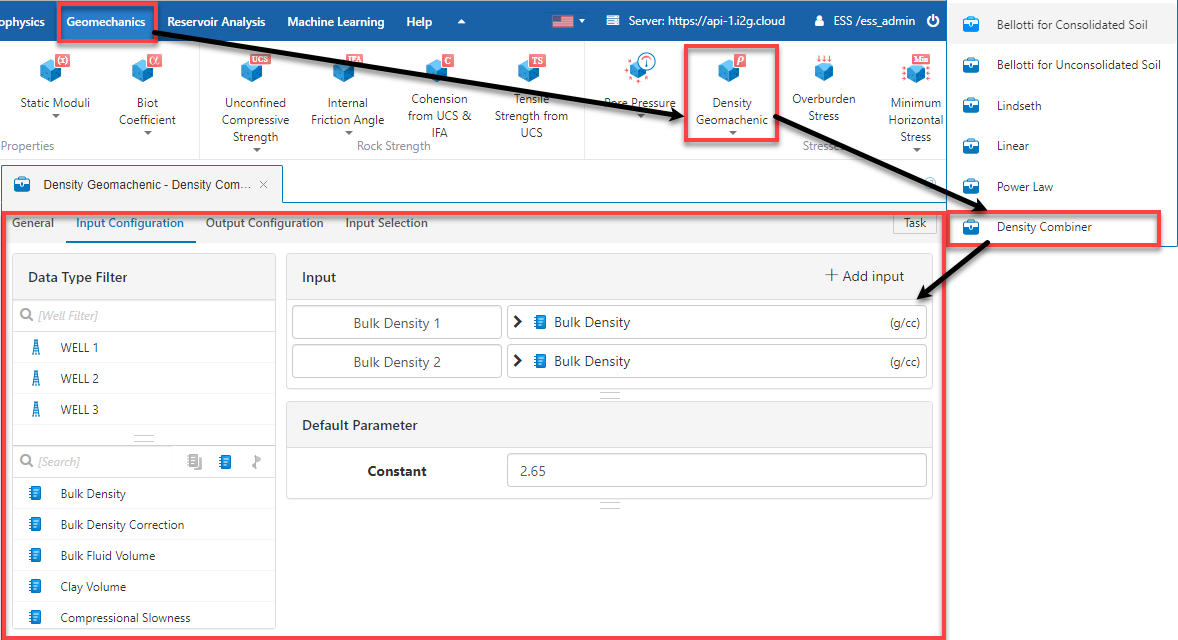 ophysics Geomechanics Reservoir Analysis Machine Learning Help Server: https://api-1.i2g.cloud ESS /ess_admin
(x) Static Moduli
α Biot Coefficient
Properties
UCS Unconfined Compressive Strength
IFA Internal Friction Angle
C Cohension from UCS & IFA
TS Tensile Strength from UCS
Rock Strength
Pore Pressure
ρ Density Geomachenic
Overburden Stress
Min Minimum Horizontal Stress
Stresses
Bellotti for Consolidated Soil
Bellotti for Unconsolidated Soil
Lindseth
Linear
Power Law
Density Combiner
Density Geomachenic - Density Com...
General Input Configuration Output Configuration Input Selection Task
Data Type Filter
[Well Filter]
WELL 1
WELL 2
WELL 3
[Search]
Bulk Density
Bulk Density Correction
Bulk Fluid Volume
Clay Volume
Compressional Slowness
Input + Add input
Bulk Density 1 Bulk Density (g/cc)
Bulk Density 2 Bulk Density (g/cc)
Default Parameter
Constant 2.65